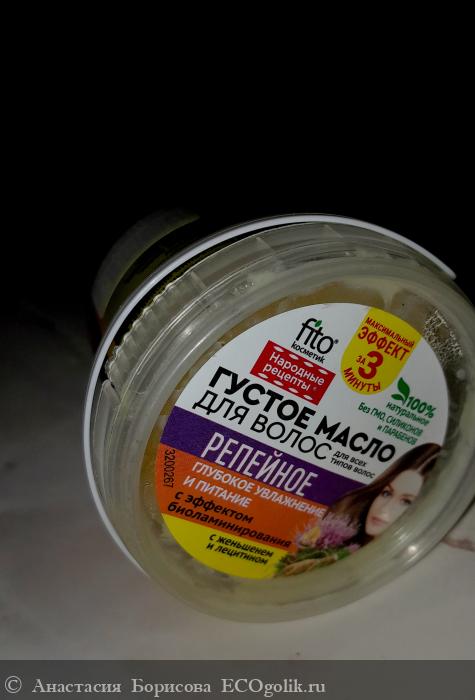 fito
косметик
Народные
рецепты®
МАКСИМАЛЬНЫЙ
ЭФФЕКТ
ЗА 3
МИНУТЫ
100%
натуральное
Без ГМО, СИЛИКОНОВ
и ПАРАБЕНОВ
ГУСТОЕ МАСЛО
ДЛЯ ВОЛОС
для всех
типов волос
РЕПЕЙНОЕ
ГЛУБОКОЕ УВЛАЖНЕНИЕ
И ПИТАНИЕ
с эффектом
биоламинирования
с женьшенем
и лецитином
3200267
© Анастасия Борисова ECOgolik.ru